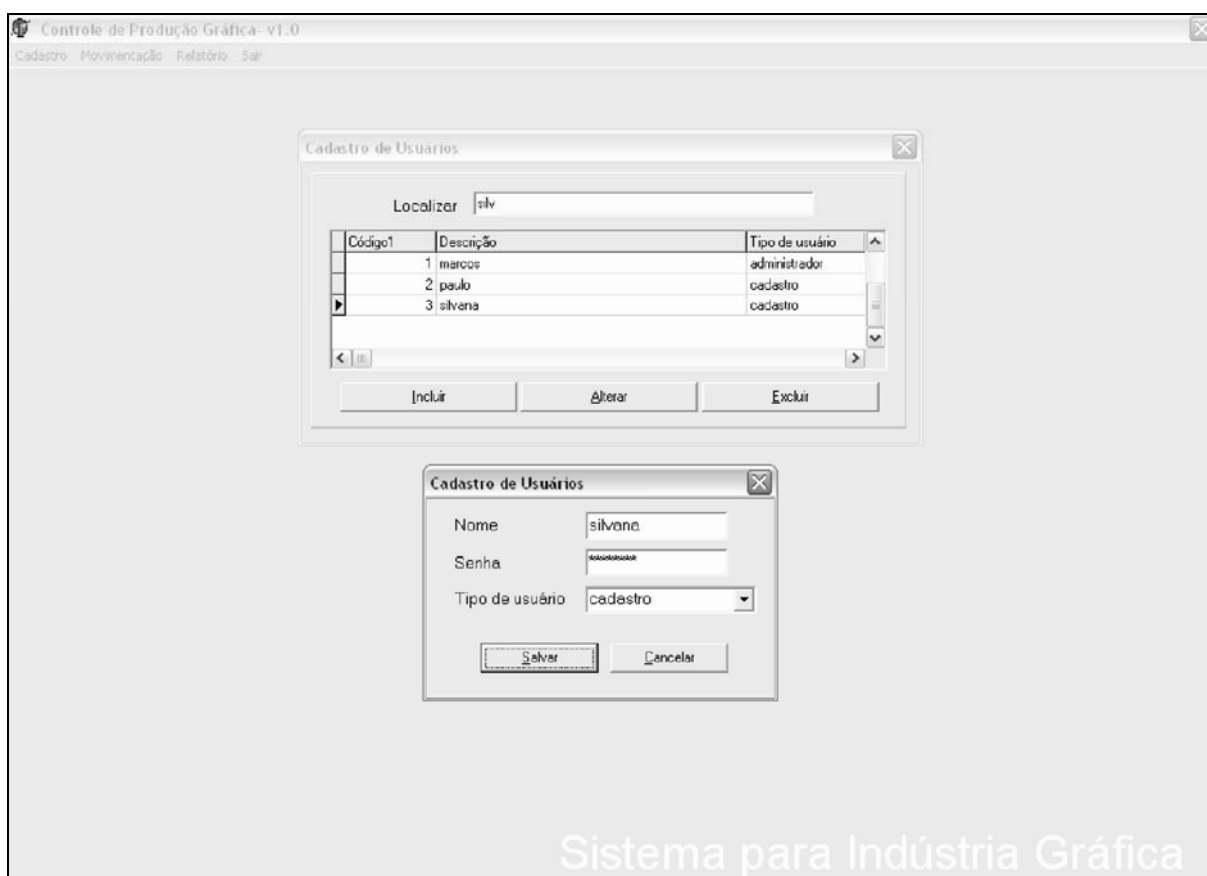 Controle de Produção Gráfica- v1.0
Cadastro Movimentação Relatório Sair
Cadastro de Usuários
Localizar silv
Código1 Descrição Tipo de usuário
1 marcos administrador
2 paulo cadastro
3 silvana cadastro
Incluir Alterar Excluir
Cadastro de Usuários
Nome silvana
Senha **********
Tipo de usuário cadastro
Salvar Cancelar
Sistema para Indústria Gráfica